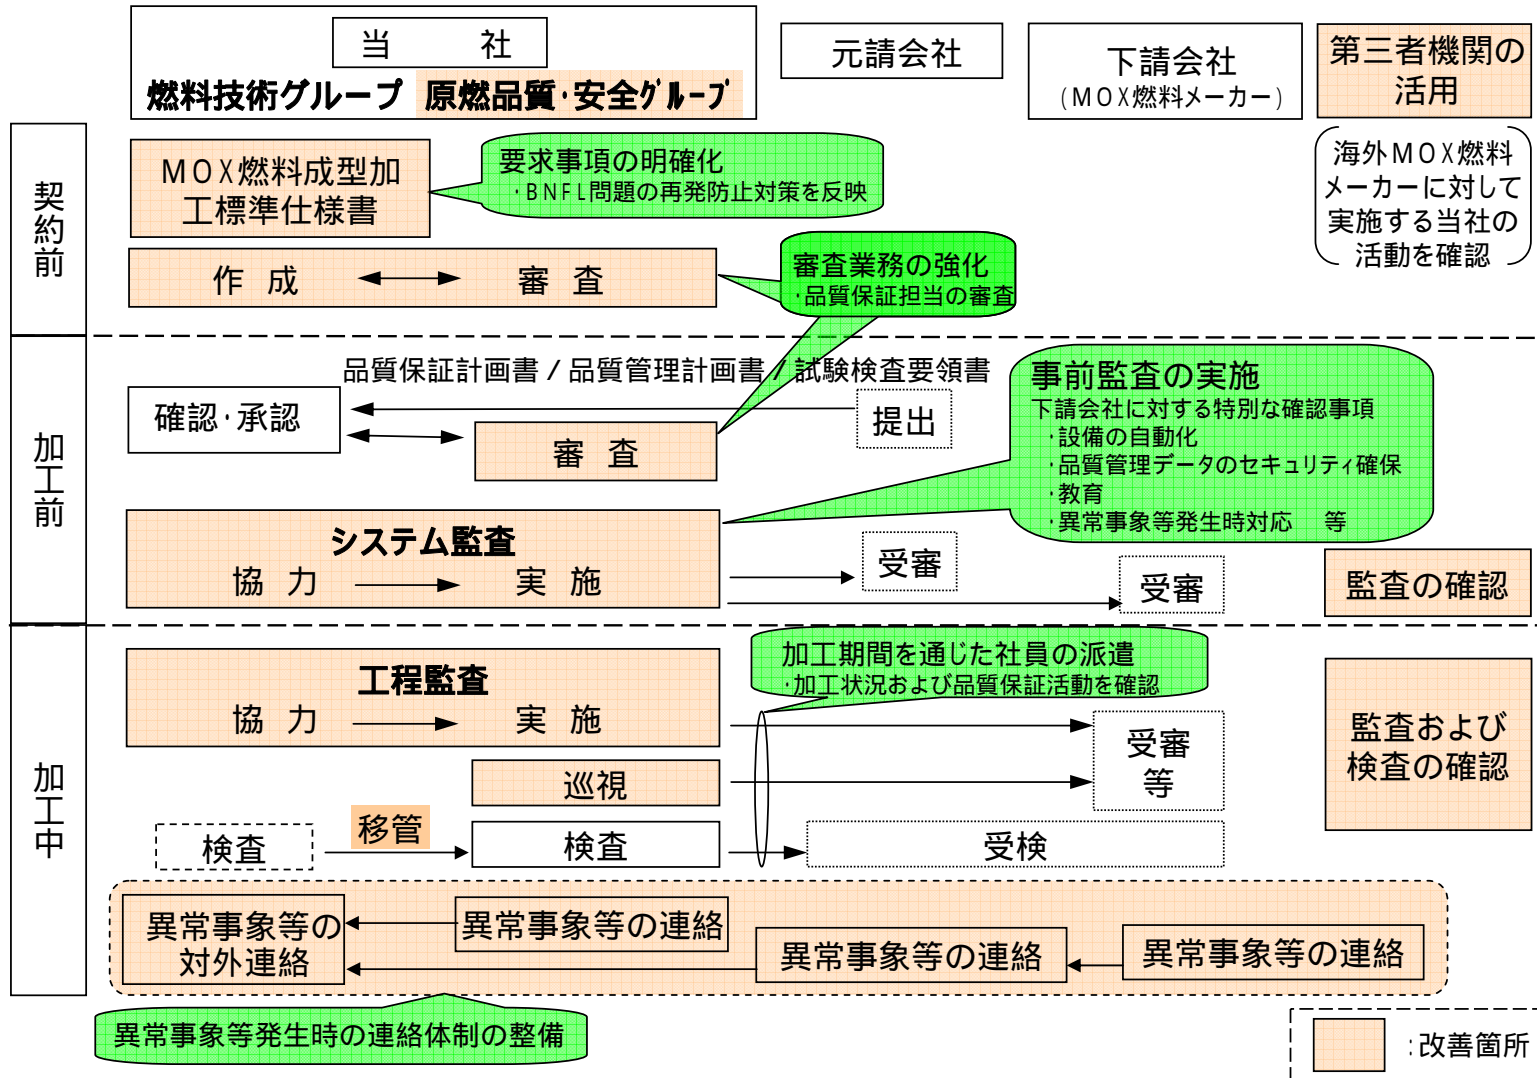 当　　社
燃料技術グループ 原燃品質・安全グループ
元請会社
下請会社
(MOX燃料メーカー)
第三者機関の
活用
海外MOX燃料
メーカーに対して
実施する当社の
活動を確認
契約前
MOX燃料成型加
工標準仕様書
要求事項の明確化
・BNFL問題の再発防止対策を反映
作 成
審 査
審査業務の強化
・品質保証担当の審査
加工前
品質保証計画書/品質管理計画書/試験検査要領書
確認・承認
提出
審 査
事前監査の実施
下請会社に対する特別な確認事項
・設備の自動化
・品質管理データのセキュリティ確保
・教育
・異常事象等発生時対応　等
システム監査
協 力
実 施
受審
受審
監査の確認
加工中
工程監査
協 力
実 施
加工期間を通じた社員の派遣
・加工状況および品質保証活動を確認
受審
等
監査および
検査の確認
巡視
検査
移管
検査
受検
異常事象等の
対外連絡
異常事象等の連絡
異常事象等の連絡
異常事象等の連絡
異常事象等発生時の連絡体制の整備
:改善箇所